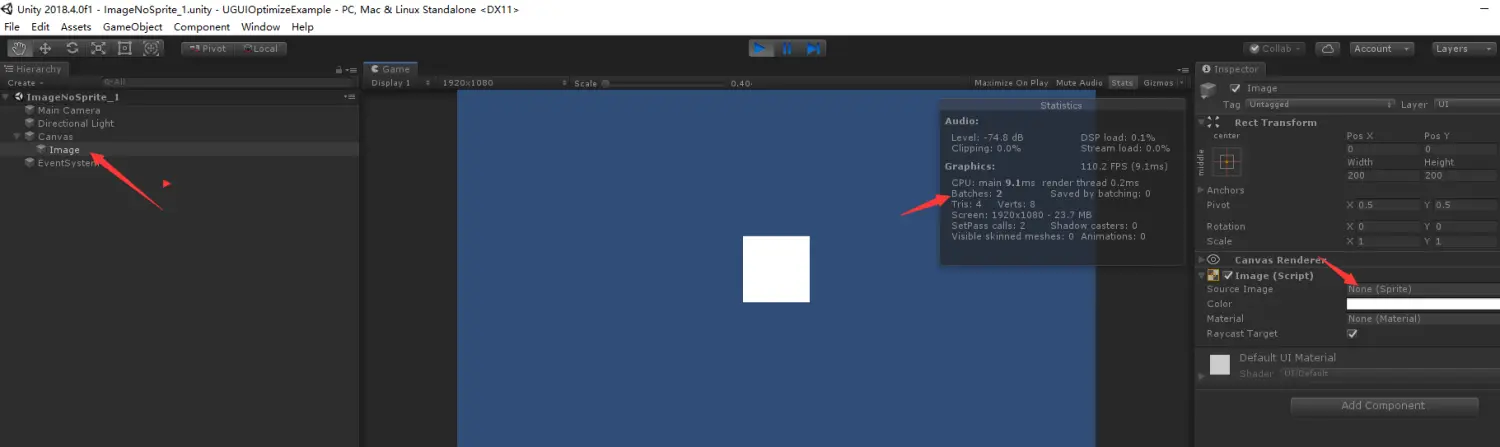 Unity 2018.4.0f1 - ImageNoSprite_1.unity - UGUIOptimizeExample - PC, Mac & Linux Standalone <DX11>
File Edit Assets GameObject Component Window Help
Pivot Local Collab Account Layers
Hierarchy
Create All
ImageNoSprite_1
Main Camera
Directional Light
Canvas
Image
EventSystem
Game
Display 1 1920x1080 Scale 0.40 Maximize On Play Mute Audio Stats Gizmos
Statistics
Audio:
Level: -74.8 dB DSP load: 0.1%
Clipping: 0.0% Stream load: 0.0%
Graphics: 110.2 FPS (9.1ms)
CPU: main 9.1ms render thread 0.2ms
Batches: 2 Saved by batching: 0
Tris: 4 Verts: 8
Screen: 1920x1080 - 23.7 MB
SetPass calls: 2 Shadow casters: 0
Visible skinned meshes: 0 Animations: 0
Inspector
Image
Tag Untagged Layer UI
Rect Transform
center Pos X Pos Y
middle 0 0
Width Height
200 200
Anchors
Pivot X 0.5 Y 0.5
Rotation X 0 Y 0
Scale X 1 Y 1
Canvas Renderer
Image (Script)
Source Image None (Sprite)
Color
Material None (Material)
Raycast Target
Default UI Material
Shader UI/Default
Add Component